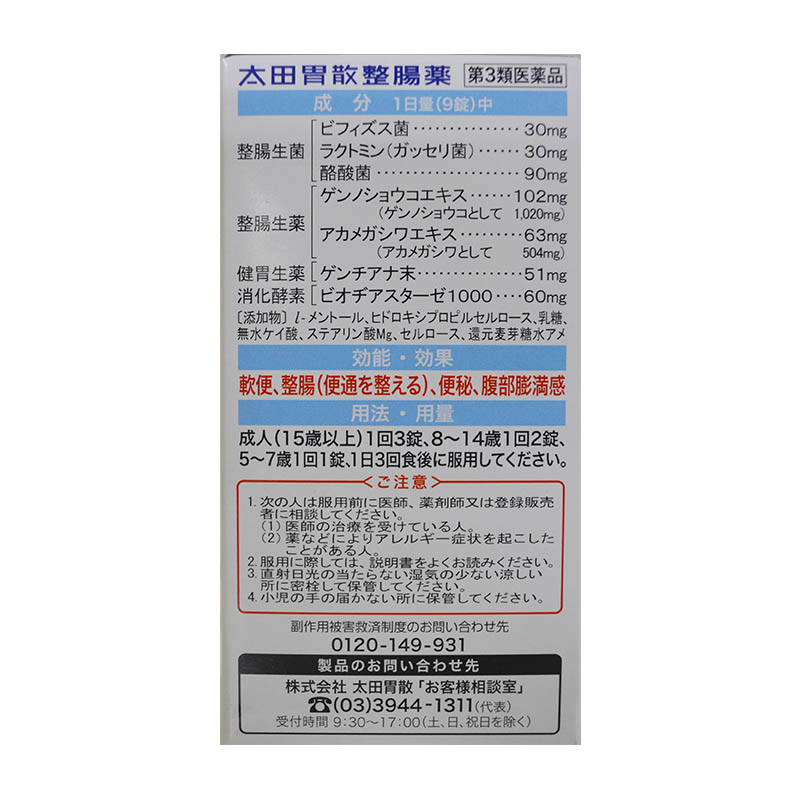 太田胃散整腸薬 第3類医薬品
成分 1日量(9錠)中
整腸生菌
ビフィズス菌……………30mg
ラクトミン(ガッセリ菌)……30mg
酪酸菌…………………90mg
整腸生薬
ゲンノショウコエキス……102mg
(ゲンノショウコとして 1,020mg)
アカメガシワエキス………63mg
(アカメガシワとして 504mg)
健胃生薬 ゲンチアナ末……………51mg
消化酵素 ビオヂアスターゼ1000‥‥60mg
〔添加物〕l-メントール、ヒドロキシプロピルセルロース、乳糖、
無水ケイ酸、ステアリン酸Mg、セルロース、還元麦芽糖水アメ
効能・効果
軟便、整腸(便通を整える)、便秘、腹部膨満感
用法・用量
成人(15歳以上)1回3錠、8〜14歳1回2錠、
5〜7歳1回1錠、1日3回食後に服用してください。
〈ご注意〉
1. 次の人は服用前に医師、薬剤師又は登録販売
者に相談してください。
(1)医師の治療を受けている人。
(2)薬などによりアレルギー症状を起こした
ことがある人。
2. 服用に際しては、説明書をよくお読みください。
3. 直射日光の当たらない湿気の少ない涼しい
所に密栓して保管してください。
4. 小児の手の届かない所に保管してください。
副作用被害救済制度のお問い合わせ先
0120-149-931
製品のお問い合わせ先
株式会社 太田胃散「お客様相談室」
☎(03)3944-1311(代表)
受付時間 9:30〜17:00(土、日、祝日を除く)